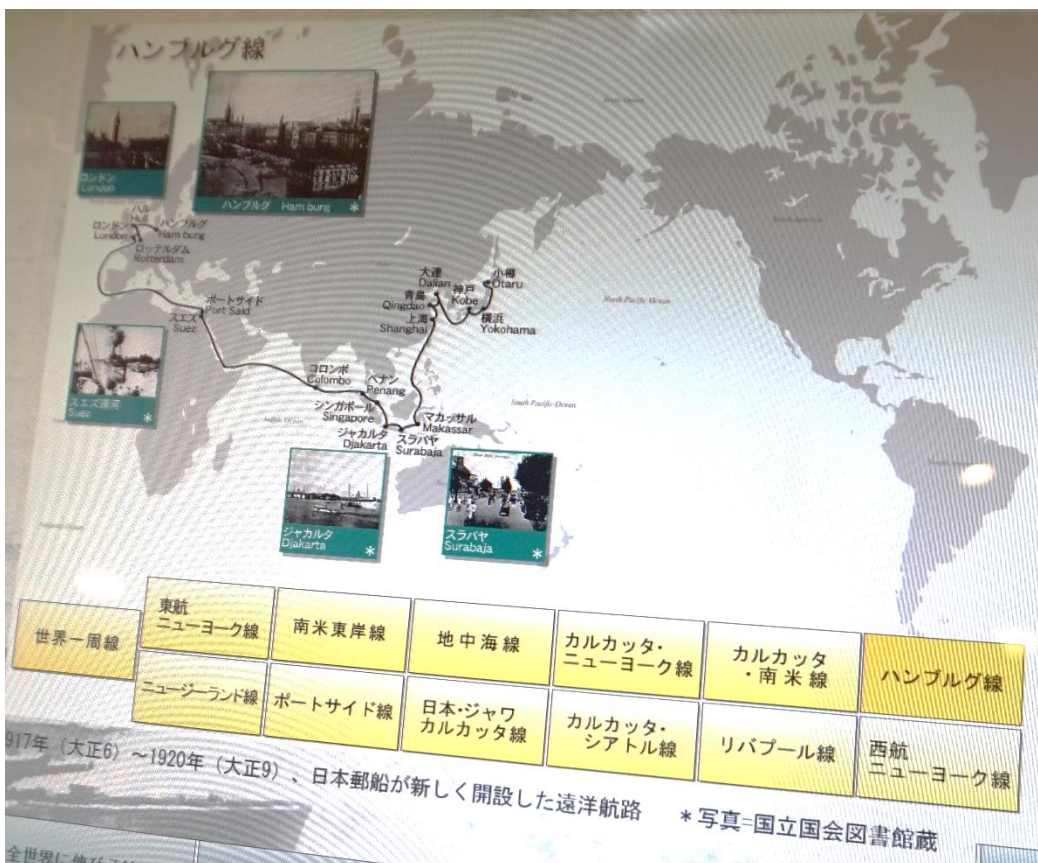 ハンブルグ線
ロンドン
London
ハンブルグ Ham burg *
ハル
Hull
ロンドン
London
ハンブルグ
Ham burg
ロッテルダム
Rotterdam
ポートサイド
Port Said
スエズ
Suez
スエズ運河
Suez *
コロンボ
Colombo
ペナン
Penang
シンガポール
Singapore
ジャカルタ
Djakarta
スラバヤ
Surabaja
マカッサル
Makassar
大連
Dalian
青島
Qingdao
上海
Shanghai
神戸
Kobe
小樽
Otaru
横浜
Yokohama
North Pacific Ocean
South Pacific Ocean
Indian Ocean
ジャカルタ
Djakarta *
スラバヤ
Surabaja *
世界一周線
東航
ニューヨーク線
南米東岸線
地中海線
カルカッタ・
ニューヨーク線
カルカッタ
・南米線
ハンブルグ線
ニュージーランド線
ポートサイド線
日本・ジャワ
カルカッタ線
カルカッタ・
シアトル線
リバプール線
西航
ニューヨーク線
917年（大正6）～1920年（大正9）、日本郵船が新しく開設した遠洋航路 *写真=国立国会図書館蔵
全世界に伸び